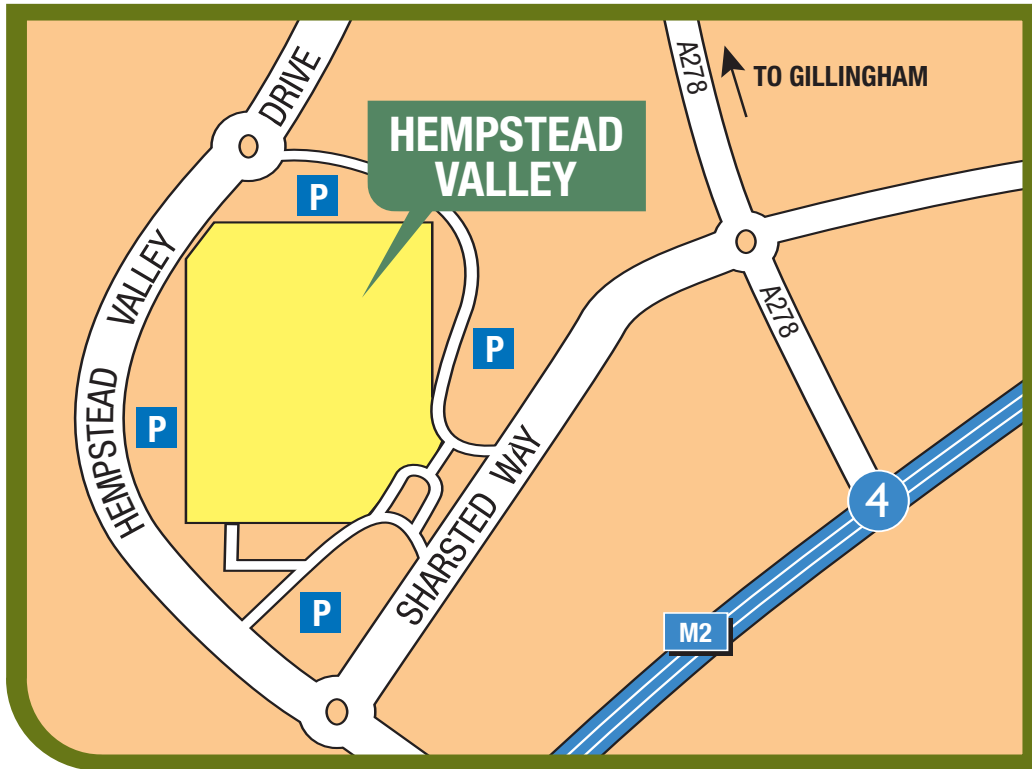 A278
TO GILLINGHAM
HEMPSTEAD
VALLEY
P
HEMPSTEAD VALLEY DRIVE
A278
P
P
SHARSTED WAY
4
P
M2